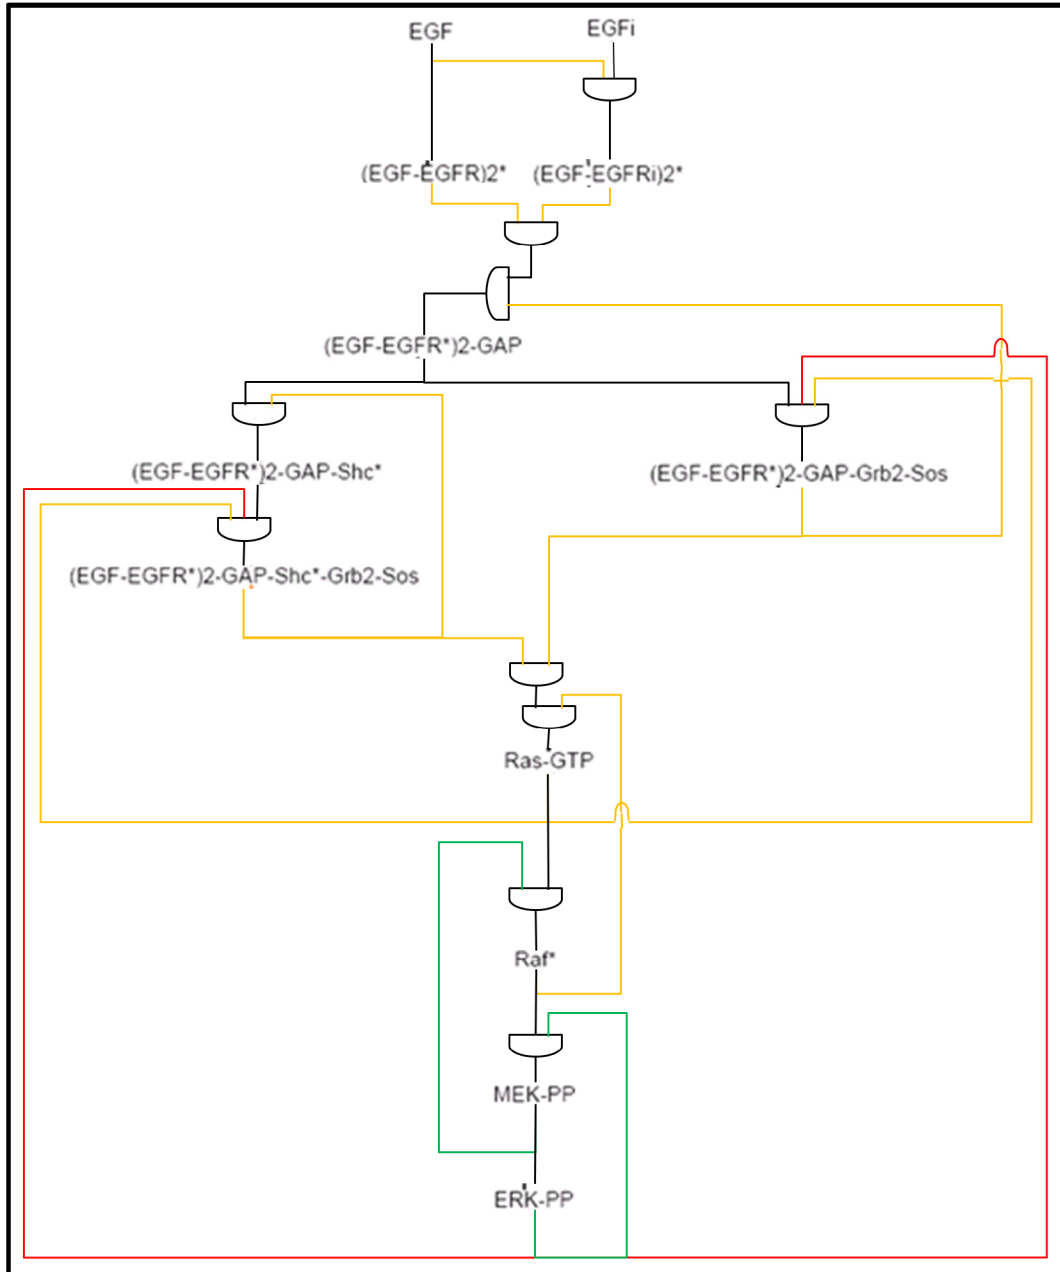 EGF
EGFi
(EGF-EGFR)2*
(EGF-EGFRi)2*
(EGF-EGFR*)2-GAP
(EGF-EGFR*)2-GAP-Shc*
(EGF-EGFR*)2-GAP-Grb2-Sos
(EGF-EGFR*)2-GAP-Shc*-Grb2-Sos
Ras-GTP
Raf*
MEK-PP
ERK-PP